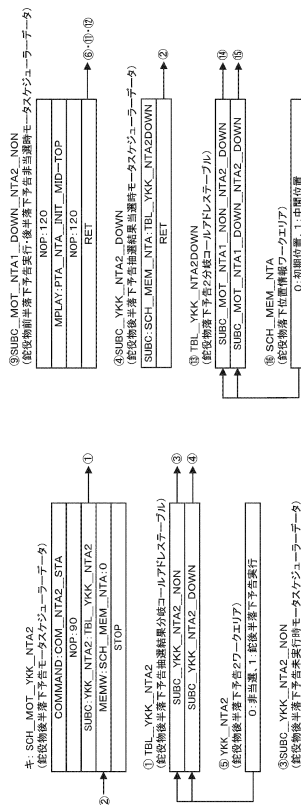 キ: SCH_MOT_YKK_NTA2
(鉈役物後半落下予告モータスケジューラーデータ)
COMMAND:COM_NTA2_STA
NOP:90
SUBC:YKK_NTA2:TBL_YKK_NTA2
①
②
MEMW:SCH_MEM_NTA:0
STOP
① TBL_YKK_NTA2
(鉈役物後半落下予告抽選結果分岐コールアドレステーブル)
SUBC_YKK_NTA2_NON
③
SUBC_YKK_NTA2_DOWN
④
⑤ YKK_NTA2
(鉈役物後半落下予告2ワークエリア)
0:非当選、1:鉈後半落下予告実行
③SUBC_YKK_NTA2_NON
(鉈役物後半落下予告未実行時モータスケジューラーデータ)
⑨SUBC_MOT_NTA1_DOWN_NTA2_NON
(鉈役物前半落下予告実行・後半落下予告非当選時モータスケジューラーデータ)
NOP:120
MPLAY:PTA_NTA_INIT_MID-TOP
NOP:120
RET
⑥・⑪・⑫
④SUBC_YKK_NTA2_DOWN
(鉈役物後半落下予告抽選結果当選時モータスケジューラーデータ)
SUBC:SCH_MEM_NTA:TBL_YKK_NTA2DOWN
RET
②
⑬ TBL_YKK_NTA2DOWN
(鉈役物落下予告2分岐コールアドレステーブル)
SUBC_MOT_NTA1_NON_NTA2_DOWN
⑭
SUBC_MOT_NTA1_DOWN_NTA2_DOWN
⑮
⑯ SCH_MEM_NTA
(鉈役物落下位置情報ワークエリア)
0:初期位置、1:中間位置